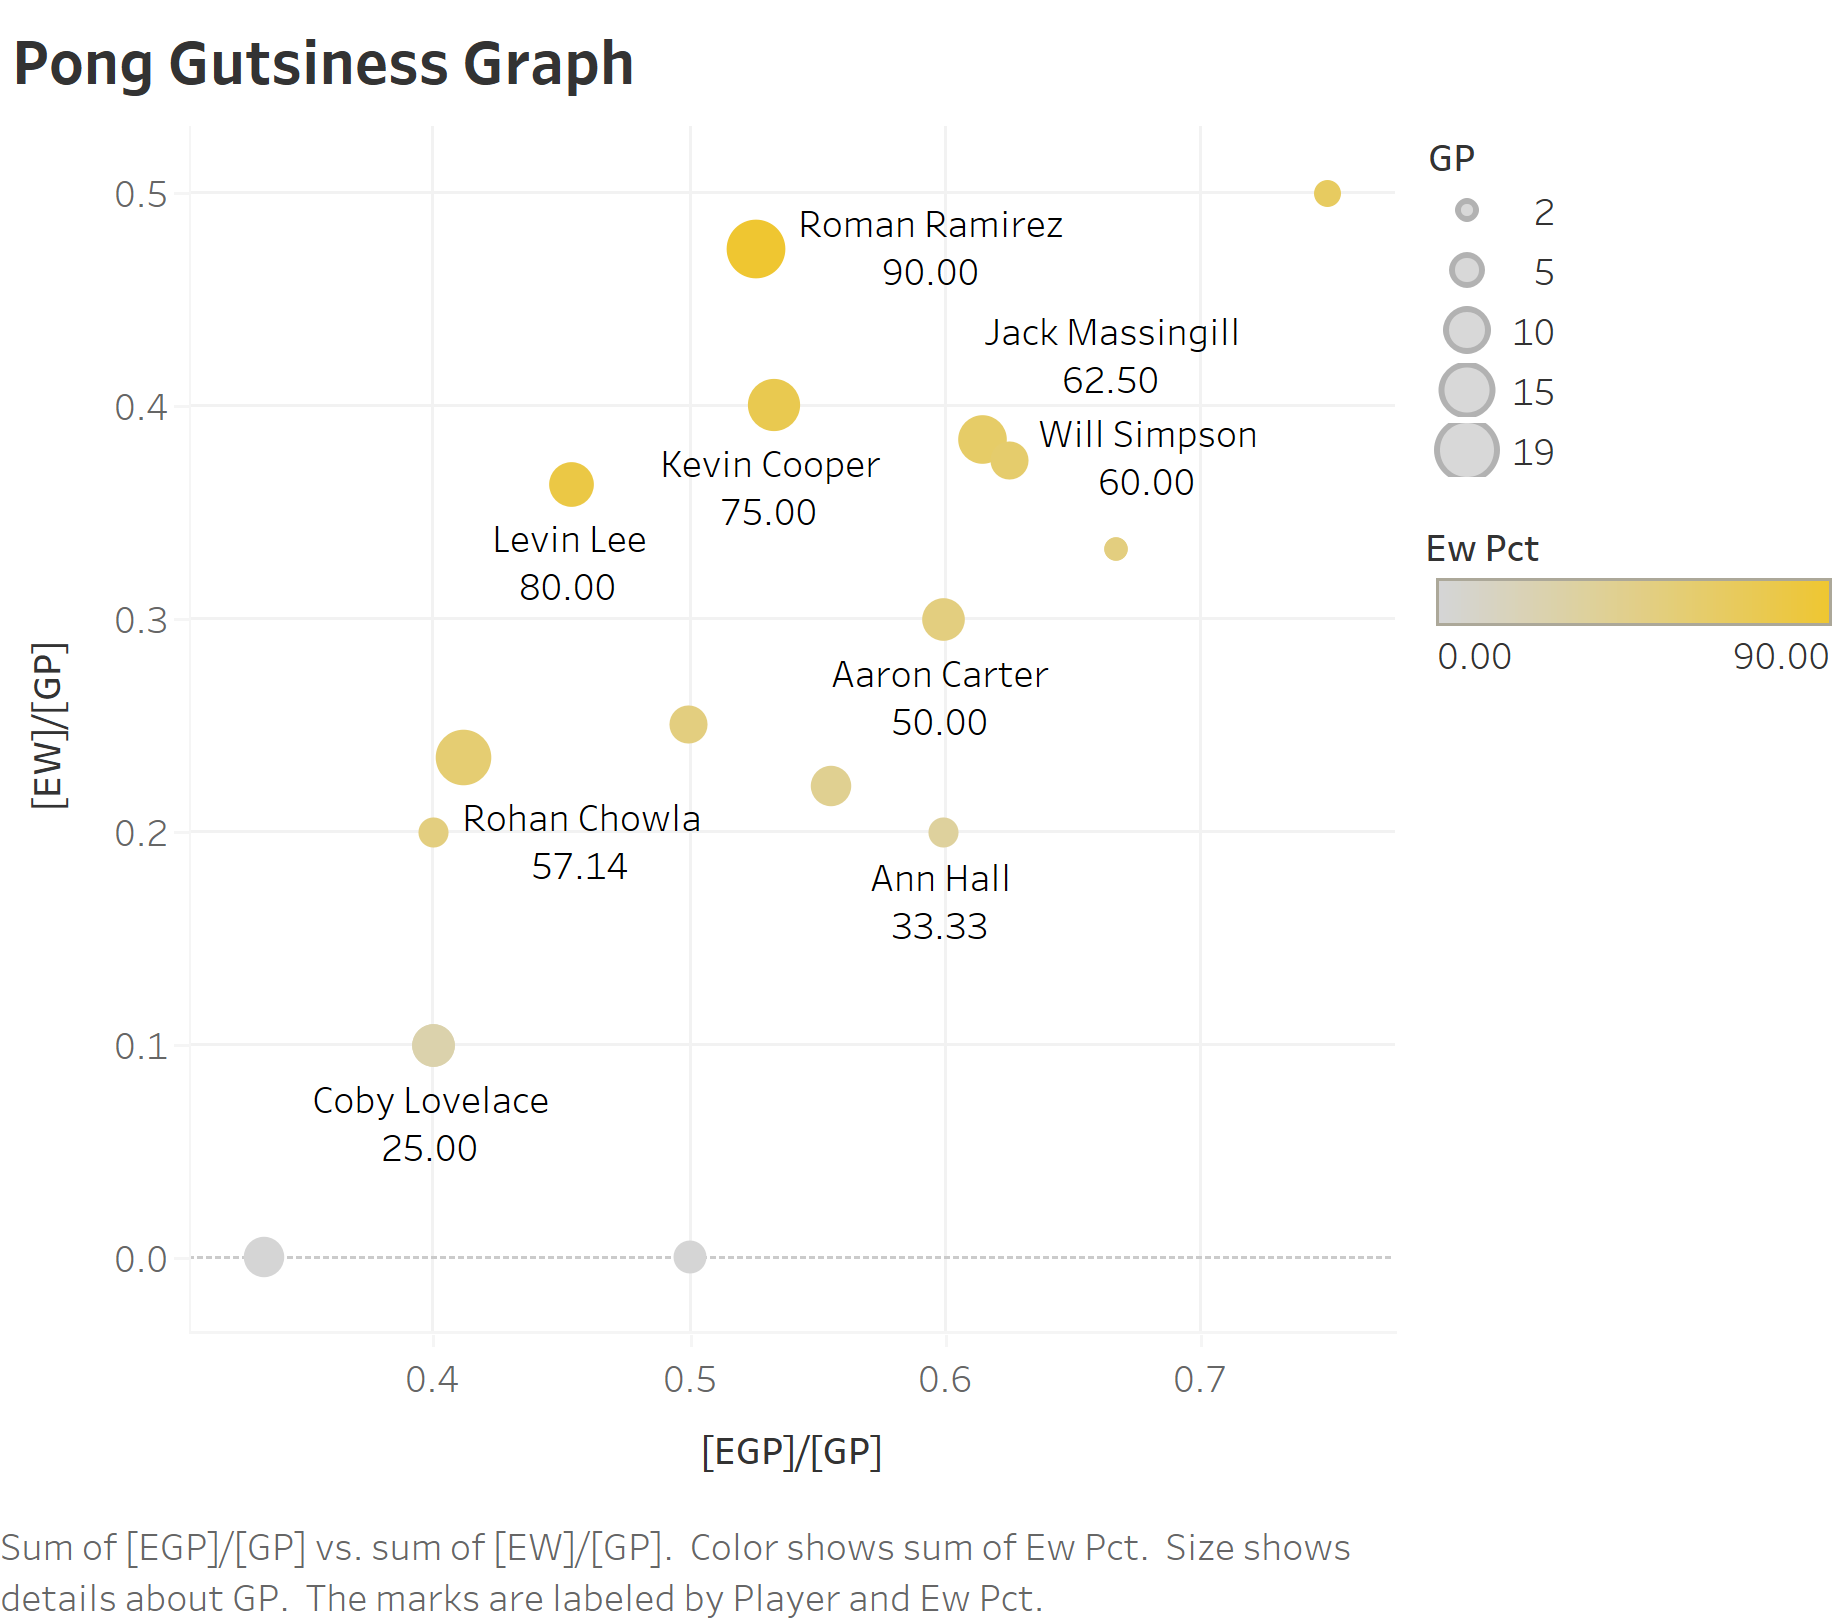 Pong Gutsiness Graph
GP
2
5
10
15
19
Ew Pct
0.00 90.00
[EW]/[GP]
0.5
0.4
0.3
0.2
0.1
0.0
Roman Ramirez
90.00
Jack Massingill
62.50
Will Simpson
60.00
Kevin Cooper
75.00
Levin Lee
80.00
Aaron Carter
50.00
Rohan Chowla
57.14
Ann Hall
33.33
Coby Lovelace
25.00
0.4 0.5 0.6 0.7
[EGP]/[GP]
Sum of [EGP]/[GP] vs. sum of [EW]/[GP].  Color shows sum of Ew Pct.  Size shows
details about GP.  The marks are labeled by Player and Ew Pct.